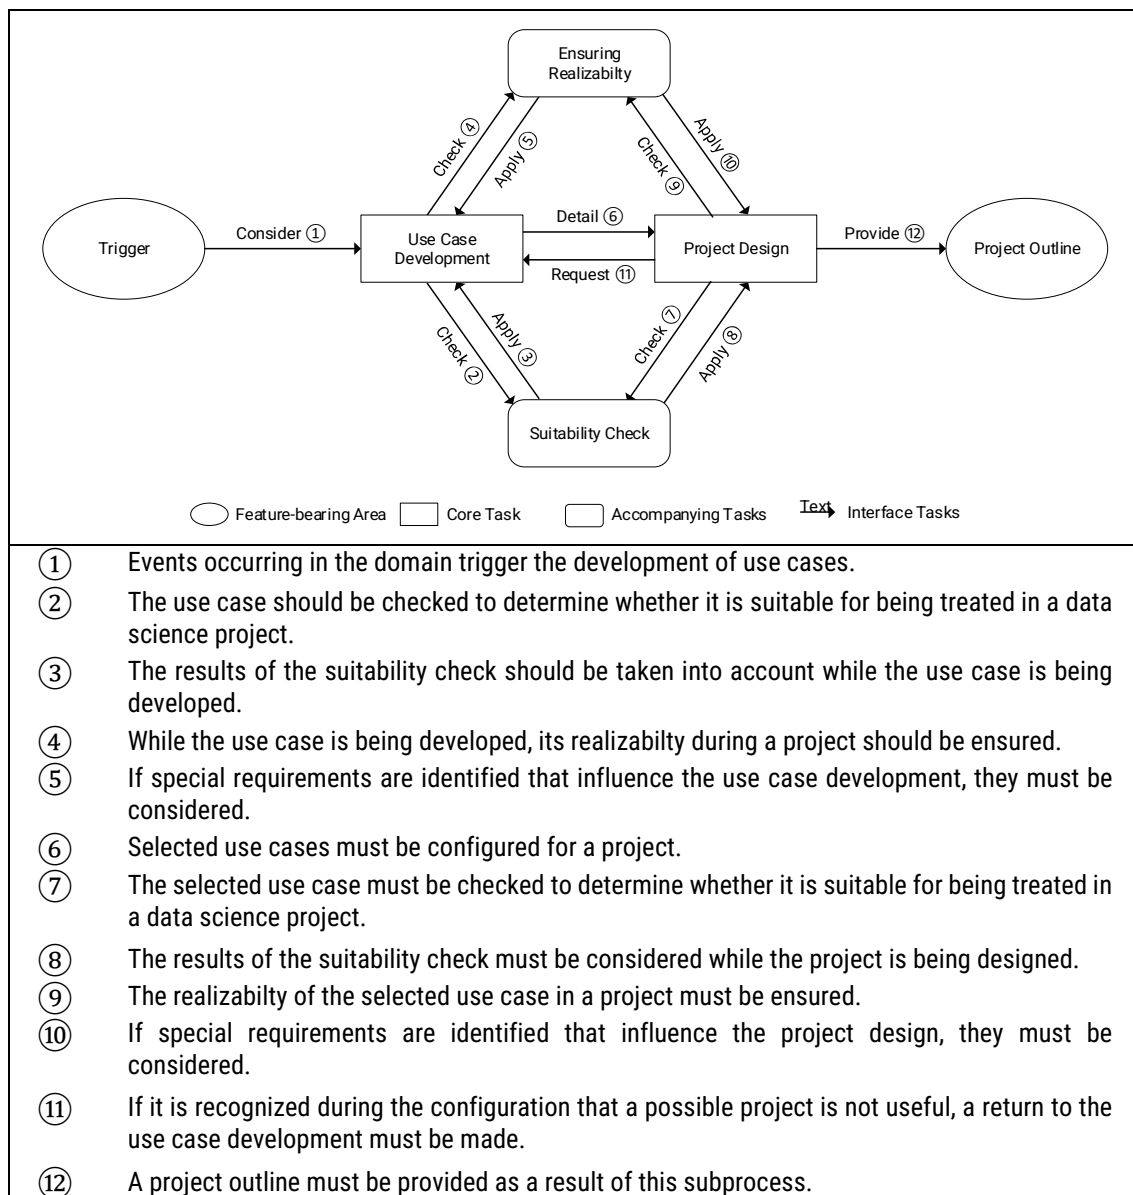 Ensuring
Realizabilty
Check ④
Apply ⑤
Check ⑨
Apply ⑩
Trigger
Consider ①
Use Case
Development
Detail ⑥
Request ⑪
Project Design
Provide ⑫
Project Outline
Check ②
Apply ③
Check ⑦
Apply ⑧
Suitability Check
Feature-bearing Area
Core Task
Accompanying Tasks
Text
Interface Tasks
① Events occurring in the domain trigger the development of use cases.
② The use case should be checked to determine whether it is suitable for being treated in a data
science project.
③ The results of the suitability check should be taken into account while the use case is being
developed.
④ While the use case is being developed, its realizabilty during a project should be ensured.
⑤ If special requirements are identified that influence the use case development, they must be
considered.
⑥ Selected use cases must be configured for a project.
⑦ The selected use case must be checked to determine whether it is suitable for being treated in
a data science project.
⑧ The results of the suitability check must be considered while the project is being designed.
⑨ The realizabilty of the selected use case in a project must be ensured.
⑩ If special requirements are identified that influence the project design, they must be
considered.
⑪ If it is recognized during the configuration that a possible project is not useful, a return to the
use case development must be made.
⑫ A project outline must be provided as a result of this subprocess.